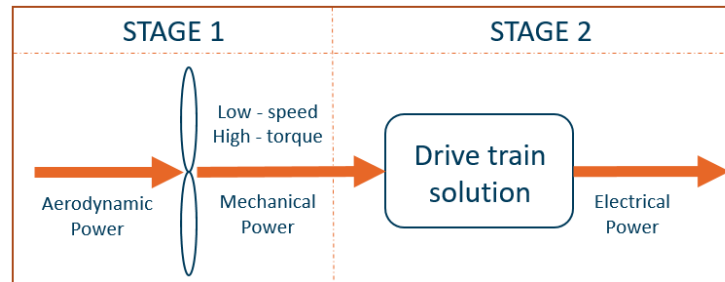 STAGE 1
STAGE 2
Low - speed
High - torque
Drive train
solution
Aerodynamic
Power
Mechanical
Power
Electrical
Power